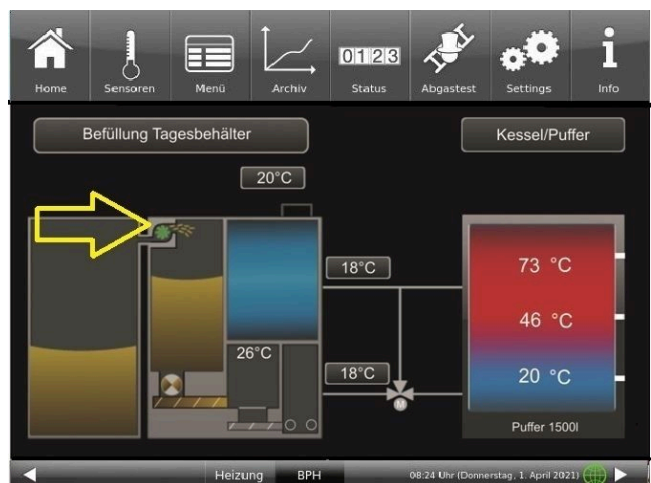 Home Sensoren Menü Archiv 0123 Status Abgastest Settings Info
Befüllung Tagesbehälter Kessel/Puffer
20°C
18°C
73 °C
46 °C
26°C
18°C
20 °C
M
Puffer 1500l
Heizung BPH 08:24 Uhr (Donnerstag, 1. April 2021)